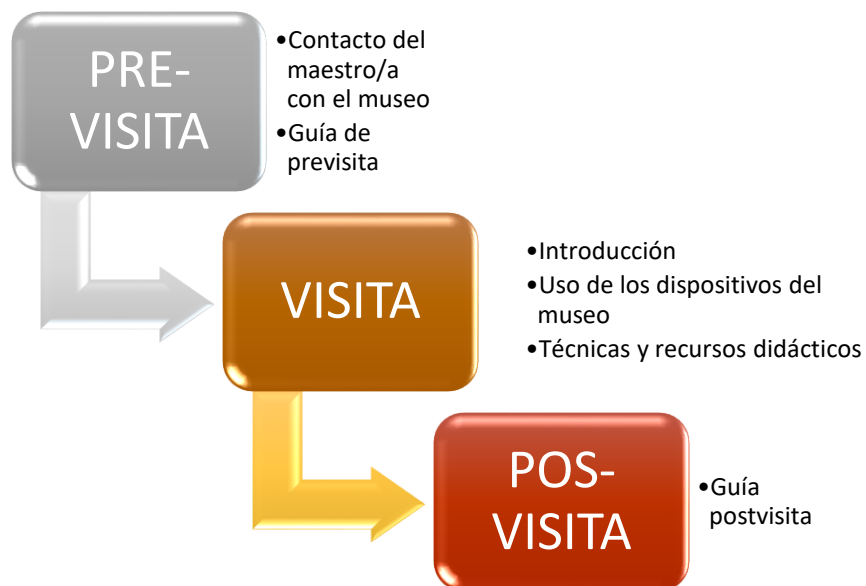 PRE-
VISITA
•Contacto del
maestro/a
con el museo
•Guía de
previsita
VISITA
•Introducción
•Uso de los dispositivos del
museo
•Técnicas y recursos didácticos
POS-
VISITA
•Guía
postvisita